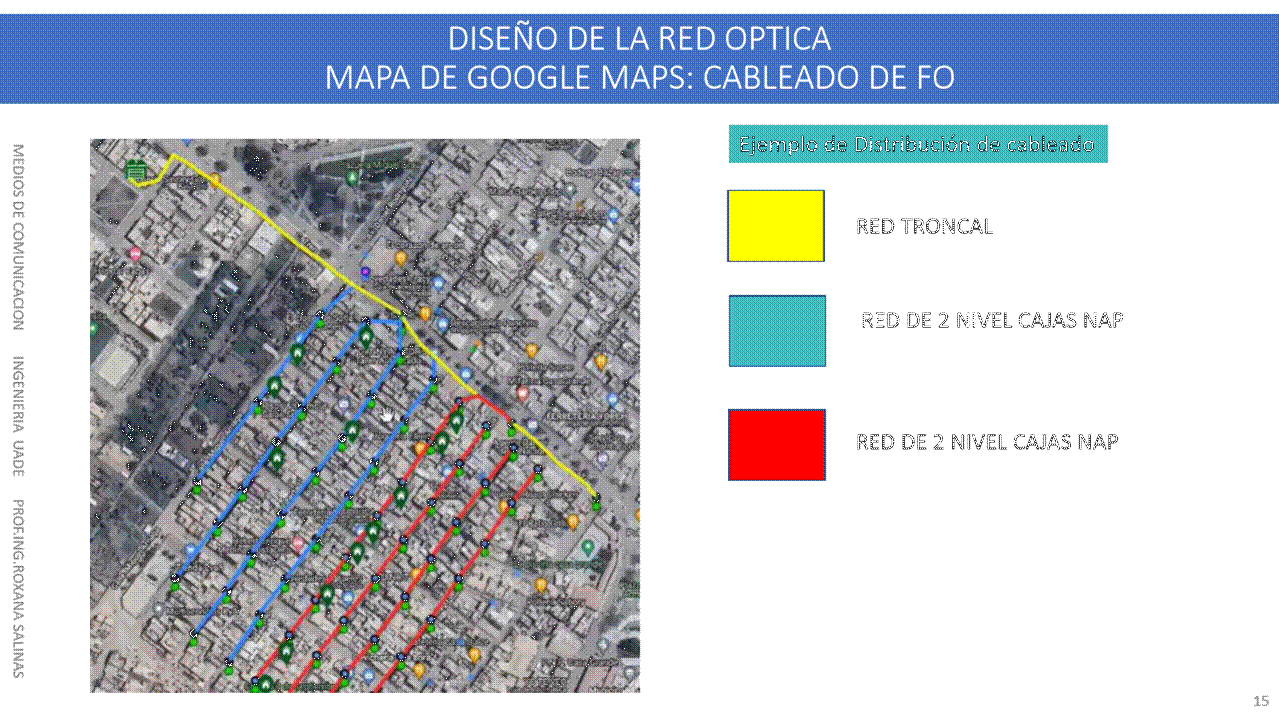 DISEÑO DE LA RED OPTICA
MAPA DE GOOGLE MAPS: CABLEADO DE FO
MEDIOS DE COMUNICACION INGENIERIA UADE PROF.ING.ROXANA SALINAS
Ejemplo de Distribución de cableado
RED TRONCAL
RED DE 2 NIVEL CAJAS NAP
RED DE 2 NIVEL CAJAS NAP
15